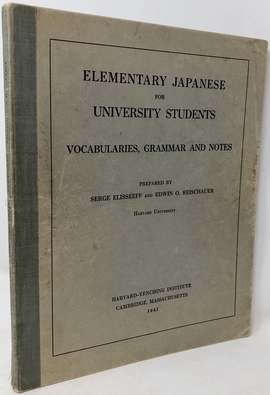 ELEMENTARY JAPANESE
FOR
UNIVERSITY STUDENTS
VOCABULARIES, GRAMMAR AND NOTES
PREPARED BY
SERGE ELISSEEFF AND EDWIN O. REISCHAUER
HARVARD UNIVERSITY
HARVARD-YENCHING INSTITUTE
CAMBRIDGE, MASSACHUSETTS
1941